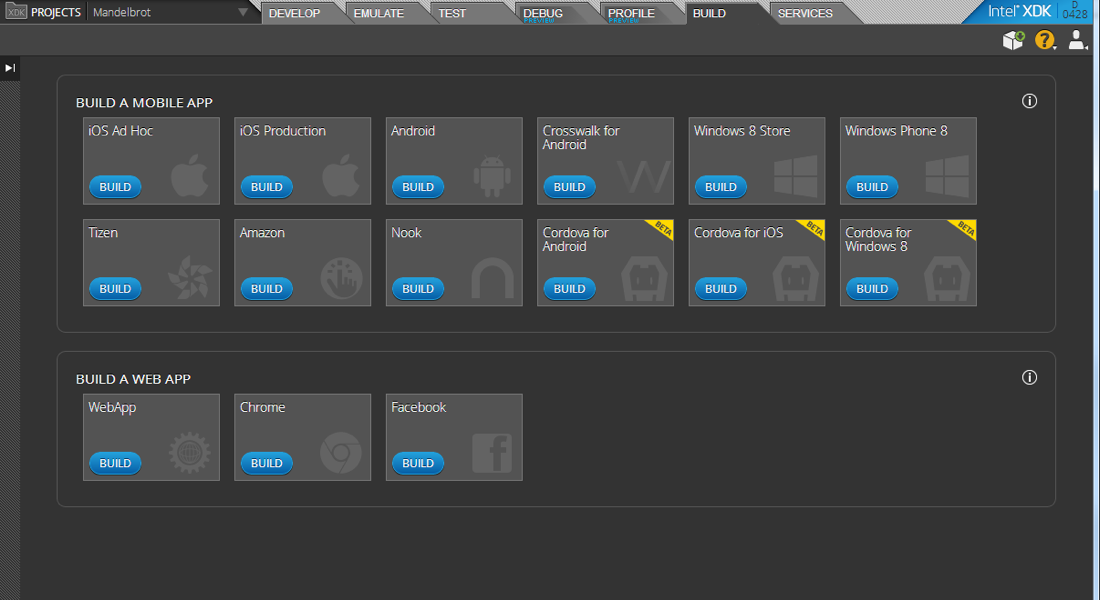 XDK PROJECTS Mandelbrot DEVELOP EMULATE TEST DEBUG PROFILE BUILD SERVICES Intel® XDK D
PREVIEW PREVIEW 0428
BUILD A MOBILE APP
iOS Ad Hoc iOS Production Android Crosswalk for Windows 8 Store Windows Phone 8
Android
BUILD BUILD BUILD BUILD BUILD BUILD
Tizen Amazon Nook Cordova for BETA Cordova for iOS BETA Cordova for BETA
Android Windows 8
BUILD BUILD BUILD BUILD BUILD BUILD
BUILD A WEB APP
WebApp Chrome Facebook
BUILD BUILD BUILD